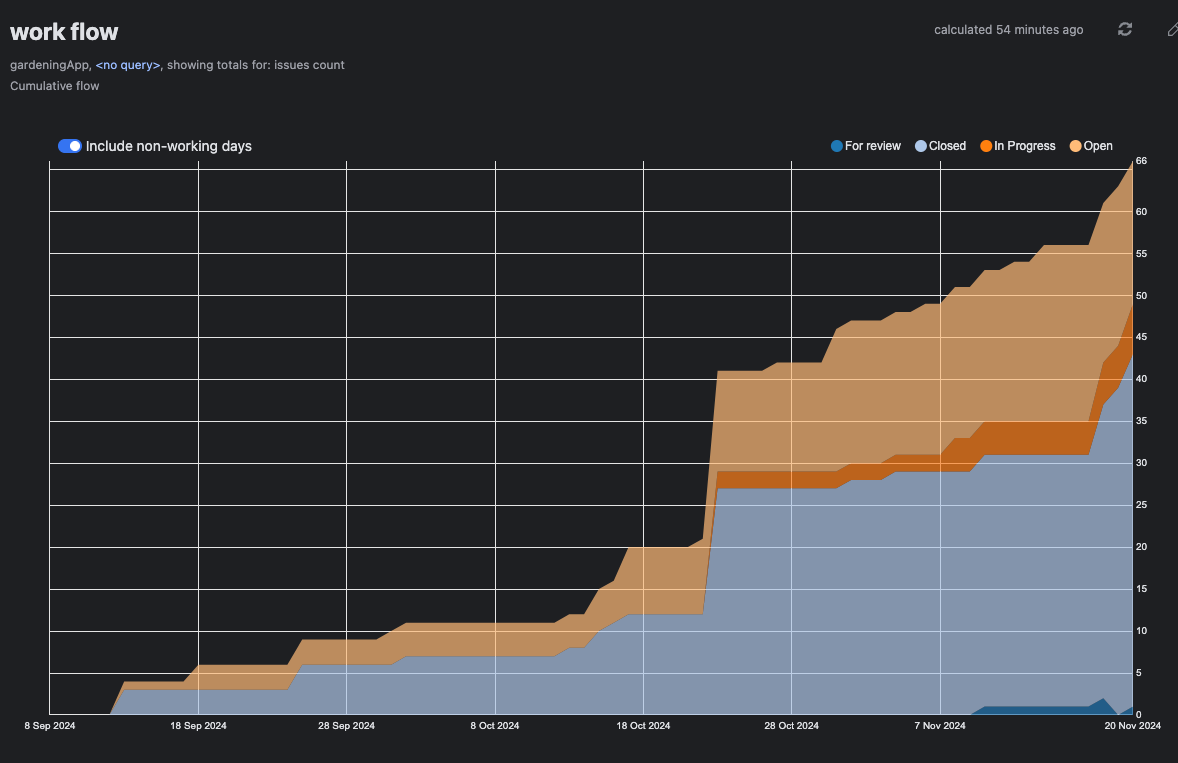 work flow
calculated 54 minutes ago
gardeningApp, <no query>, showing totals for: issues count
Cumulative flow
Include non-working days
For review Closed In Progress Open
66
60
55
50
45
40
35
30
25
20
15
10
5
0
8 Sep 2024 18 Sep 2024 28 Sep 2024 8 Oct 2024 18 Oct 2024 28 Oct 2024 7 Nov 2024 20 Nov 2024